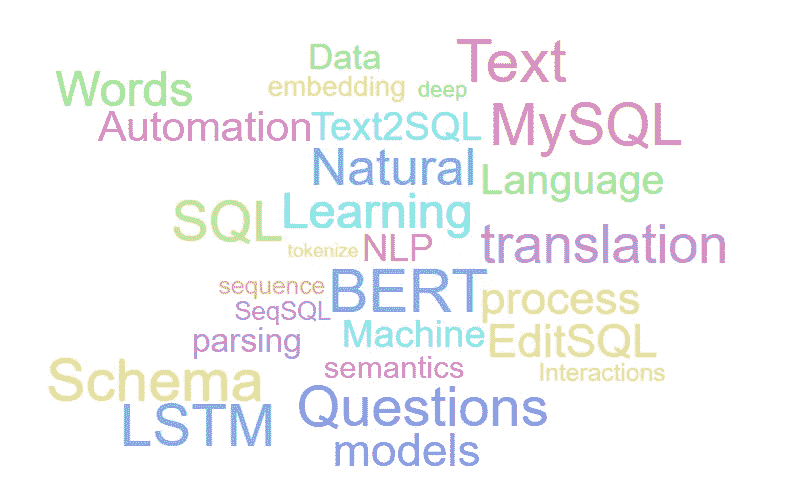 Data
Text
embedding
deep
Words
Automation
Text2SQL
MySQL
Natural
Language
SQL
Learning
tokenize
NLP
translation
sequence
BERT
process
SeqSQL
parsing
Machine
EditSQL
semantics
Interactions
Schema
LSTM
Questions
models